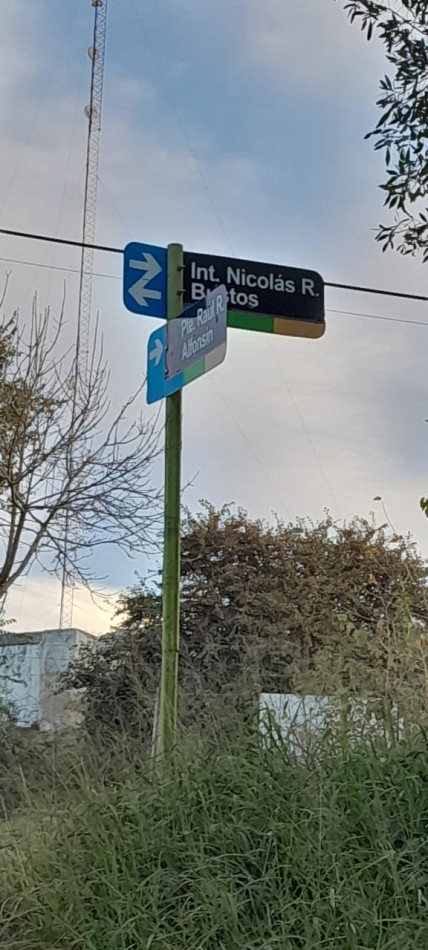 Int. Nicolás R.
Bustos
Pte. Raúl R.
Alfonsín